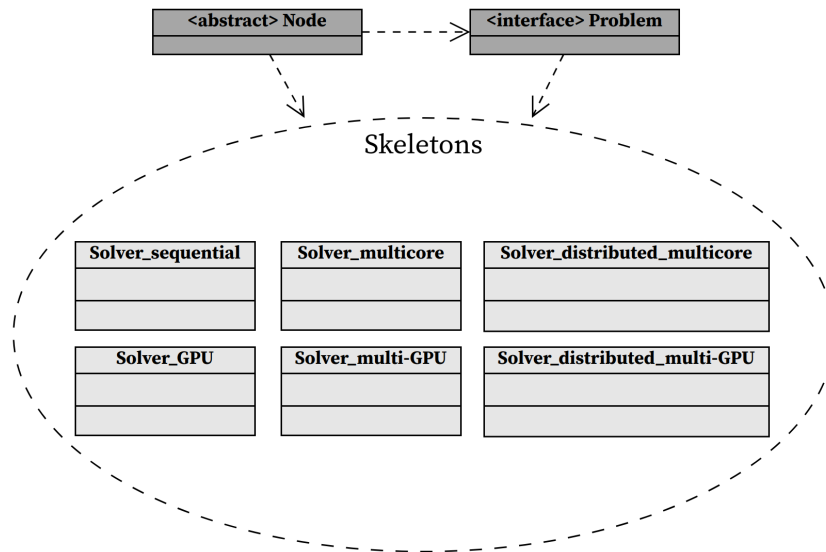 <abstract> Node
<interface> Problem
Skeletons
Solver_sequential
Solver_multicore
Solver_distributed_multicore
Solver_GPU
Solver_multi-GPU
Solver_distributed_multi-GPU